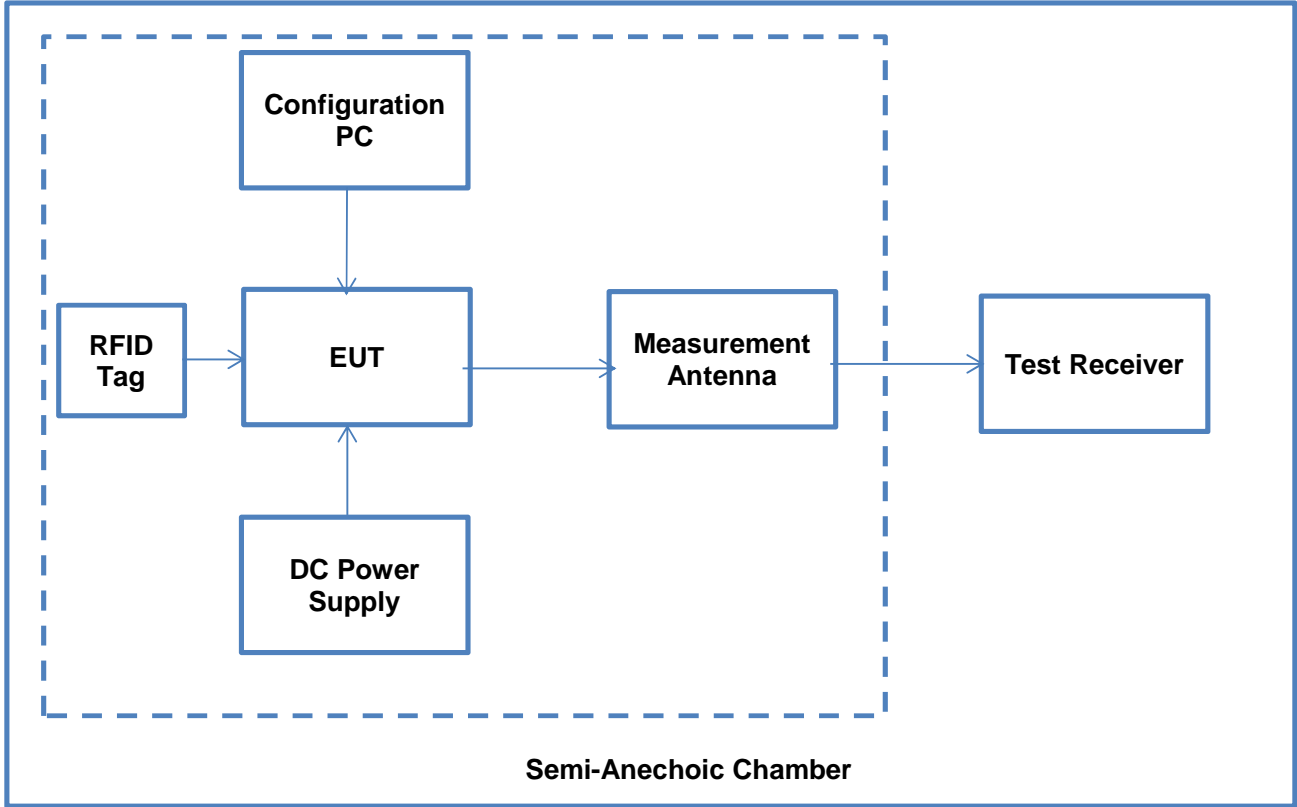 Configuration
PC
RFID
Tag
EUT
Measurement
Antenna
Test Receiver
DC Power
Supply
Semi-Anechoic Chamber